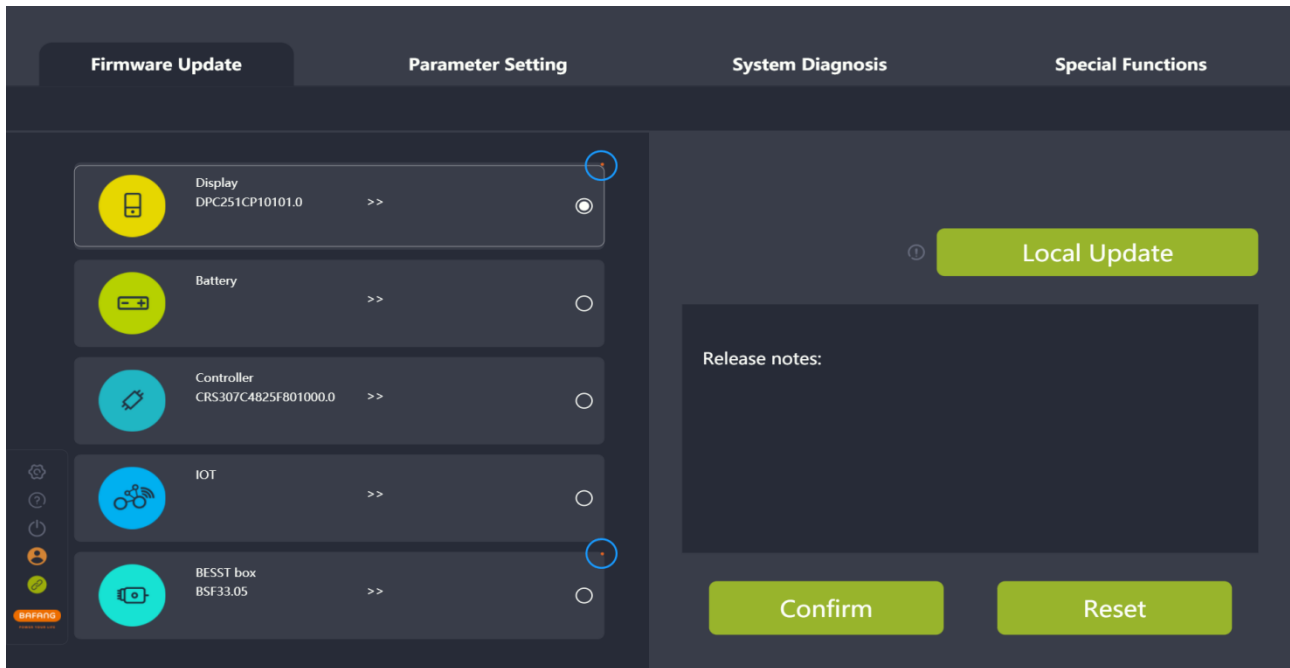 Firmware Update
Parameter Setting
System Diagnosis
Special Functions
Display
DPC251CP10101.0 >>
Battery
>>
Controller
CRS307C4825F801000.0 >>
IOT
>>
BESST box
BSF33.05 >>
Local Update
Release notes:
Confirm
Reset
BAFANG